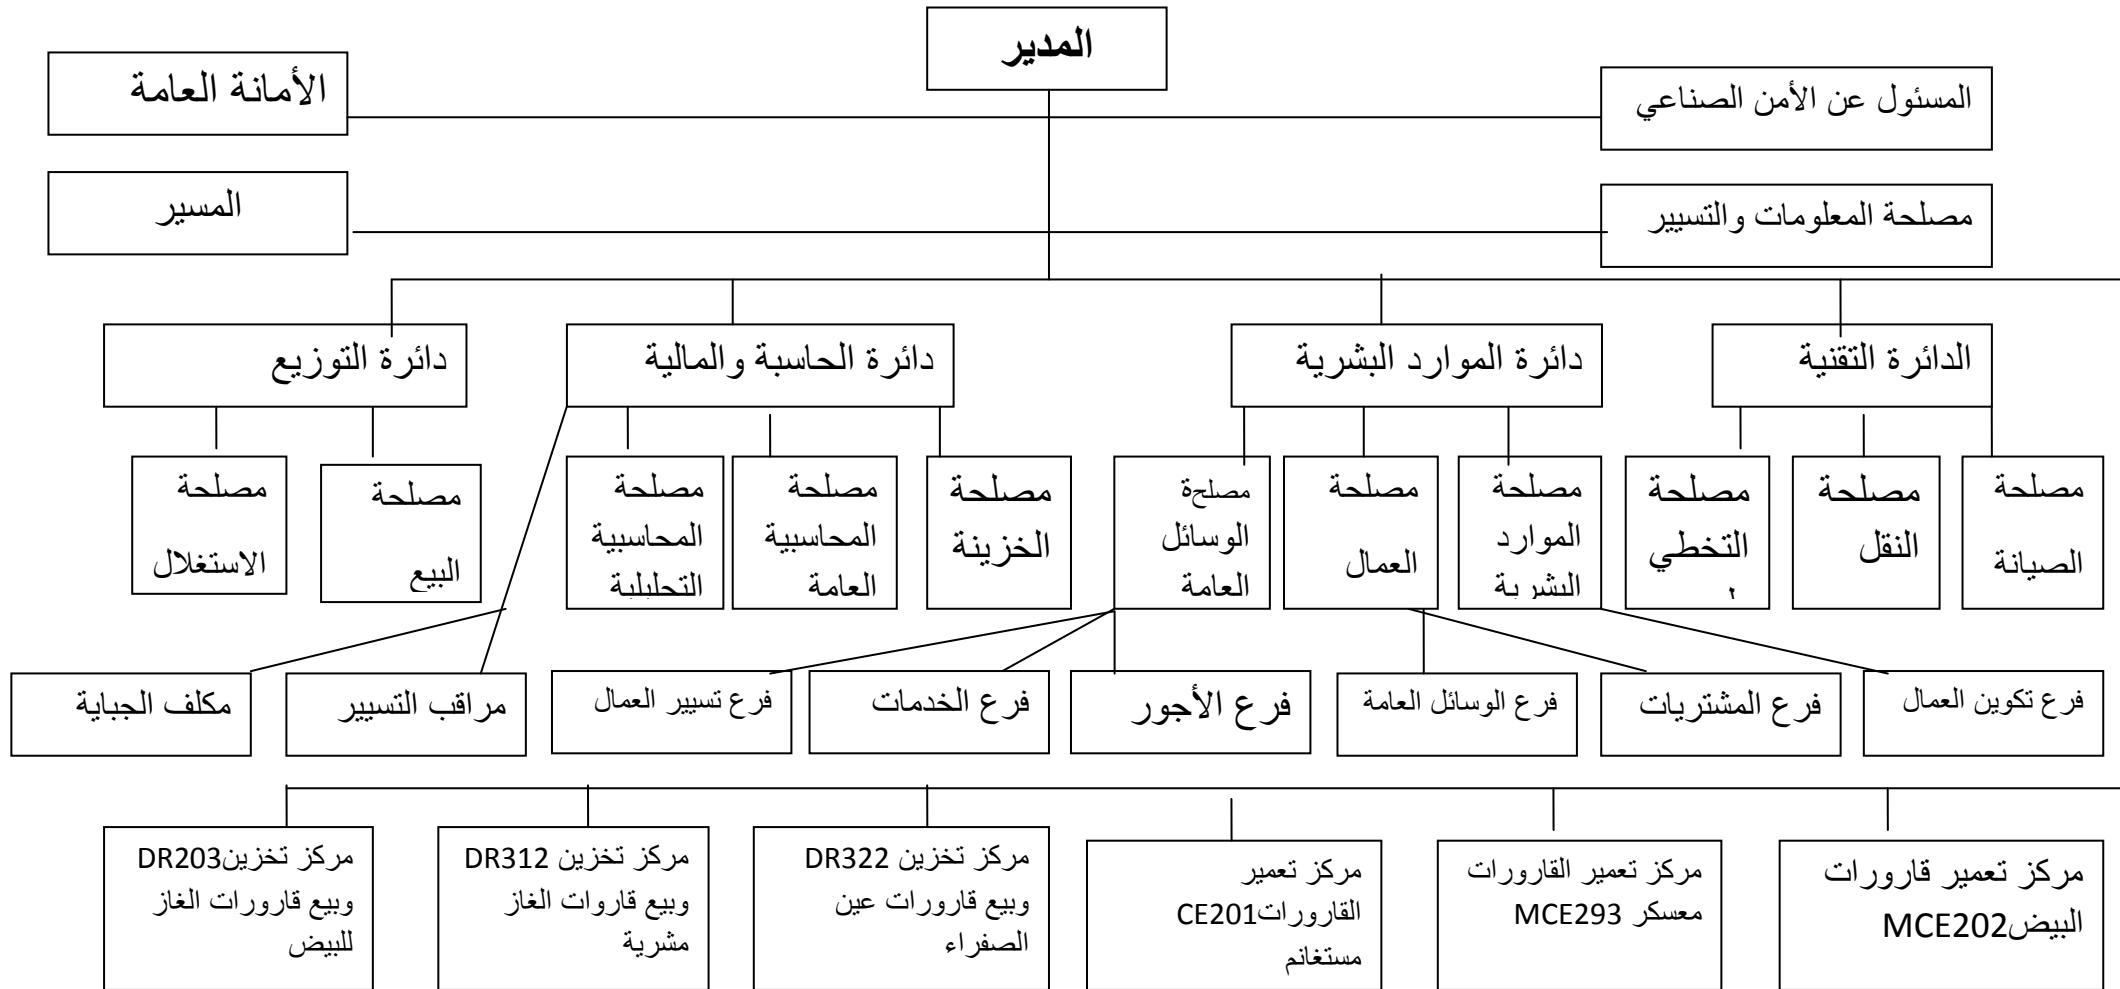 المدير
الأمانة العامة
المسئول عن الأمن الصناعي
المسير
مصلحة المعلومات والتسيير
الدائرة التقنية
دائرة الموارد البشرية
دائرة الحاسبة والمالية
دائرة التوزيع
مصلحة
الصيانة
مصلحة
النقل
مصلحة
التخطي
مصلحة
الموارد
البشرية
مصلحة
العمال
مصلحة
الوسائل
العامة
مصلحة
الخزينة
مصلحة
المحاسبية
العامة
مصلحة
المحاسبية
التحليلية
مصلحة
البيع
مصلحة
الاستغلال
فرع تكوين العمال
فرع المشتريات
فرع الوسائل العامة
فرع الأجور
فرع الخدمات
فرع تسيير العمال
مراقب التسيير
مكلف الجباية
مركز تعمير قارورات
البيضMCE202
مركز تعمير القارورات
معسكر MCE293
مركز تعمير
القاروراتCE201
مستغانم
مركز تخزين DR322
وبيع قارورات عين
الصفراء
مركز تخزين DR312
وبيع قاروات الغاز
مشرية
مركز تخزينDR203
وبيع قارورات الغاز
للبيض